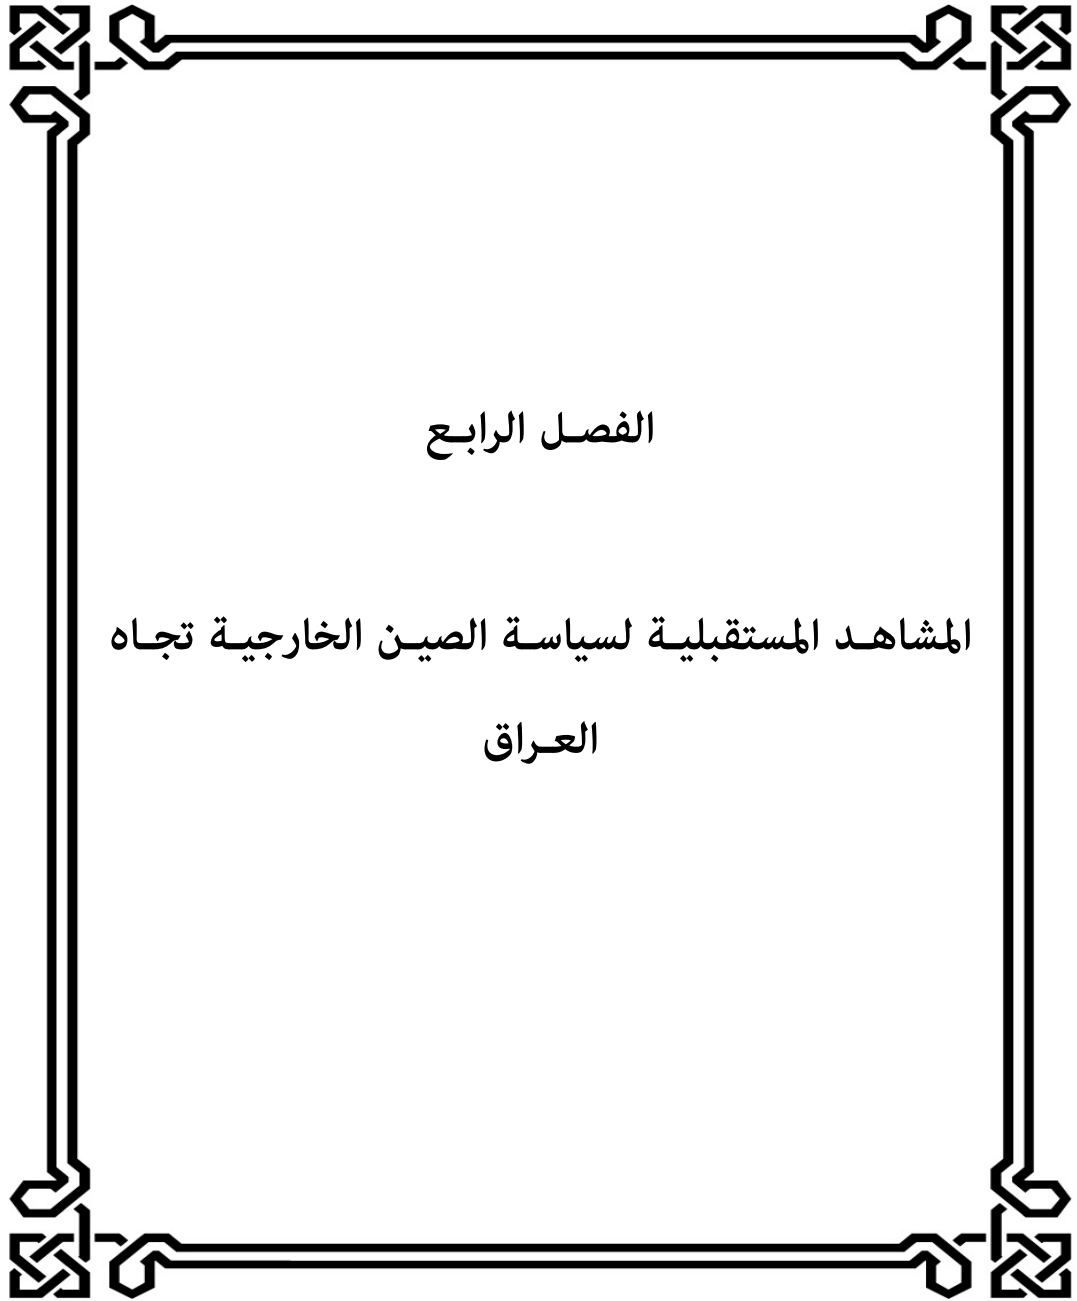 الفصـل الرابـع
المشاهـد المستقبليـة لسياسـة الصيـن الخارجيـة تجـاه
العـراق